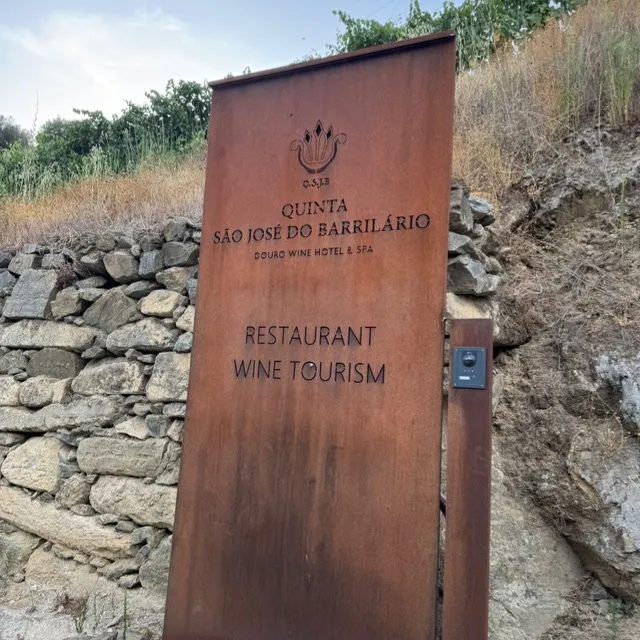 Q.S.J.B
QUINTA
SÃO JOSÉ DO BARRILÁRIO
DOURO WINE HOTEL & SPA
RESTAURANT
WINE TOURISM